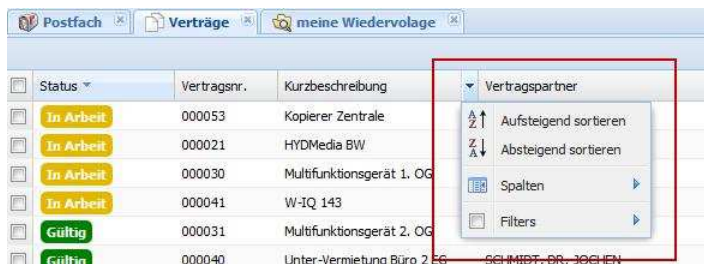 Postfach Verträge meine Wiedervolage
Status Vertragsnr. Kurzbeschreibung Vertragspartner
In Arbeit 000053 Kopierer Zentrale
Aufsteigend sortieren
In Arbeit 000021 HYDMedia BW
Absteigend sortieren
In Arbeit 000030 Multifunktionsgerät 1. OG
Spalten
In Arbeit 000041 W-IQ 143
Filters
Gültig 000031 Multifunktionsgerät 2. OG
Gültig 000040 Unter-Vermietung Büro 2 EG SCHMIDT, DR. JOCHEN